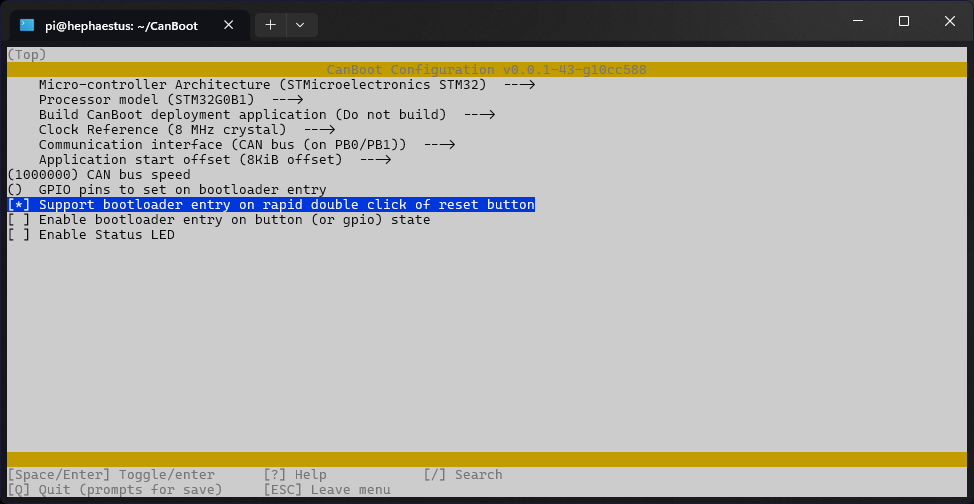 pi@hephaestus: ~/CanBoot
(Top)
CanBoot Configuration v0.0.1-43-g10cc588
Micro-controller Architecture (STMicroelectronics STM32)  --->
Processor model (STM32G0B1)  --->
Build CanBoot deployment application (Do not build)  --->
Clock Reference (8 MHz crystal)  --->
Communication interface (CAN bus (on PB0/PB1))  --->
Application start offset (8KiB offset)  --->
(1000000) CAN bus speed
()  GPIO pins to set on bootloader entry
[*] Support bootloader entry on rapid double click of reset button
[ ] Enable bootloader entry on button (or gpio) state
[ ] Enable Status LED
[Space/Enter] Toggle/enter      [?] Help            [/] Search
[Q] Quit (prompts for save)     [ESC] Leave menu